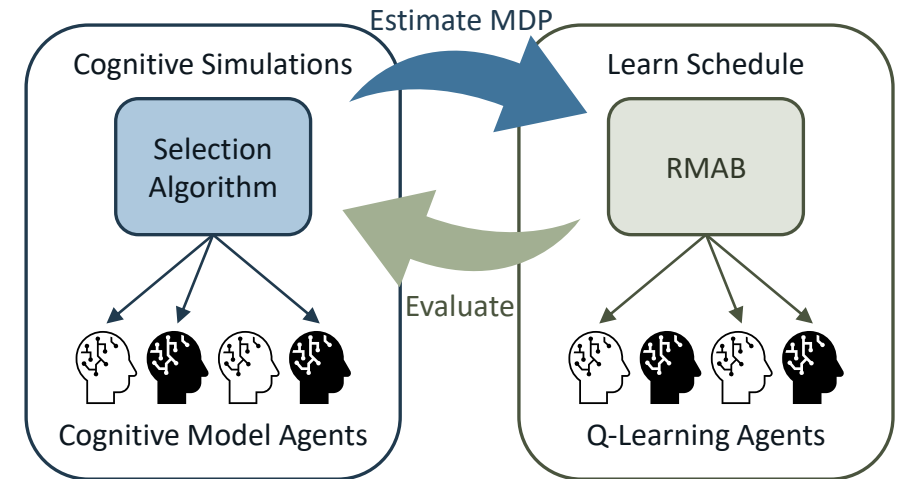 Estimate MDP
Cognitive Simulations
Selection
Algorithm
Cognitive Model Agents
Learn Schedule
RMAB
Q-Learning Agents
Evaluate